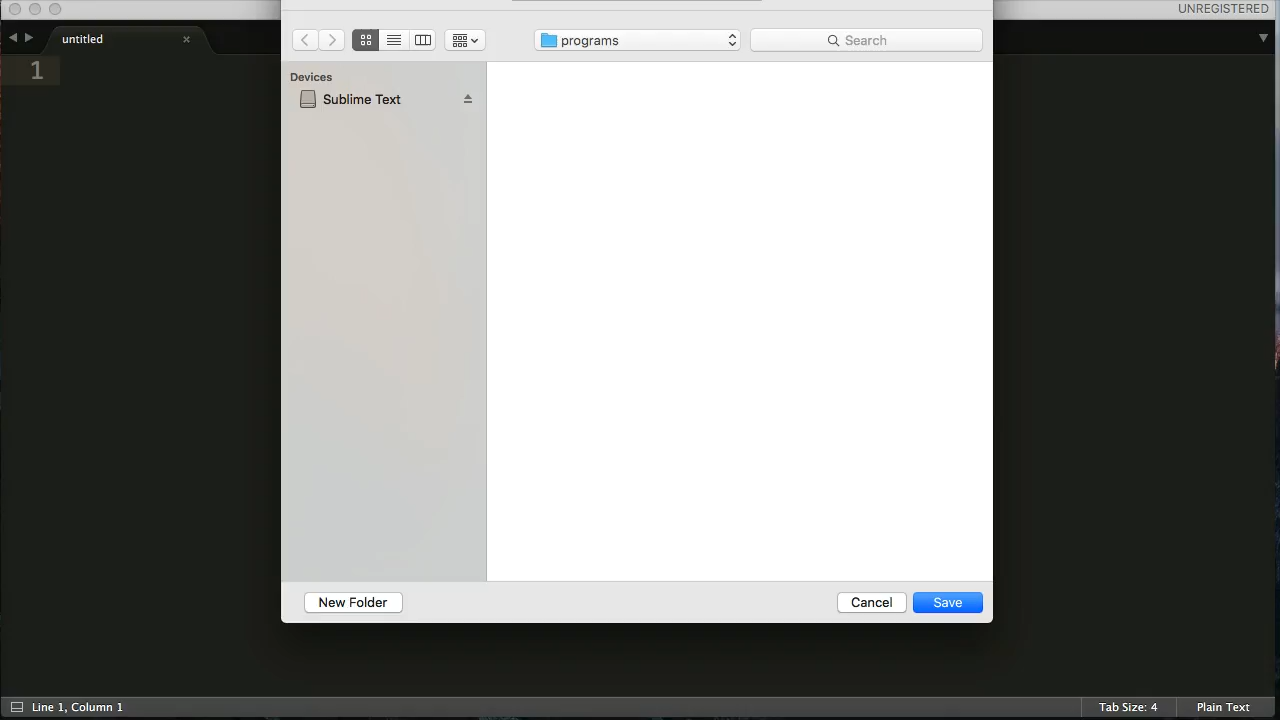 UNREGISTERED
untitled
programs
Search
1
Devices
Sublime Text
New Folder
Cancel
Save
Line 1, Column 1
Tab Size: 4
Plain Text